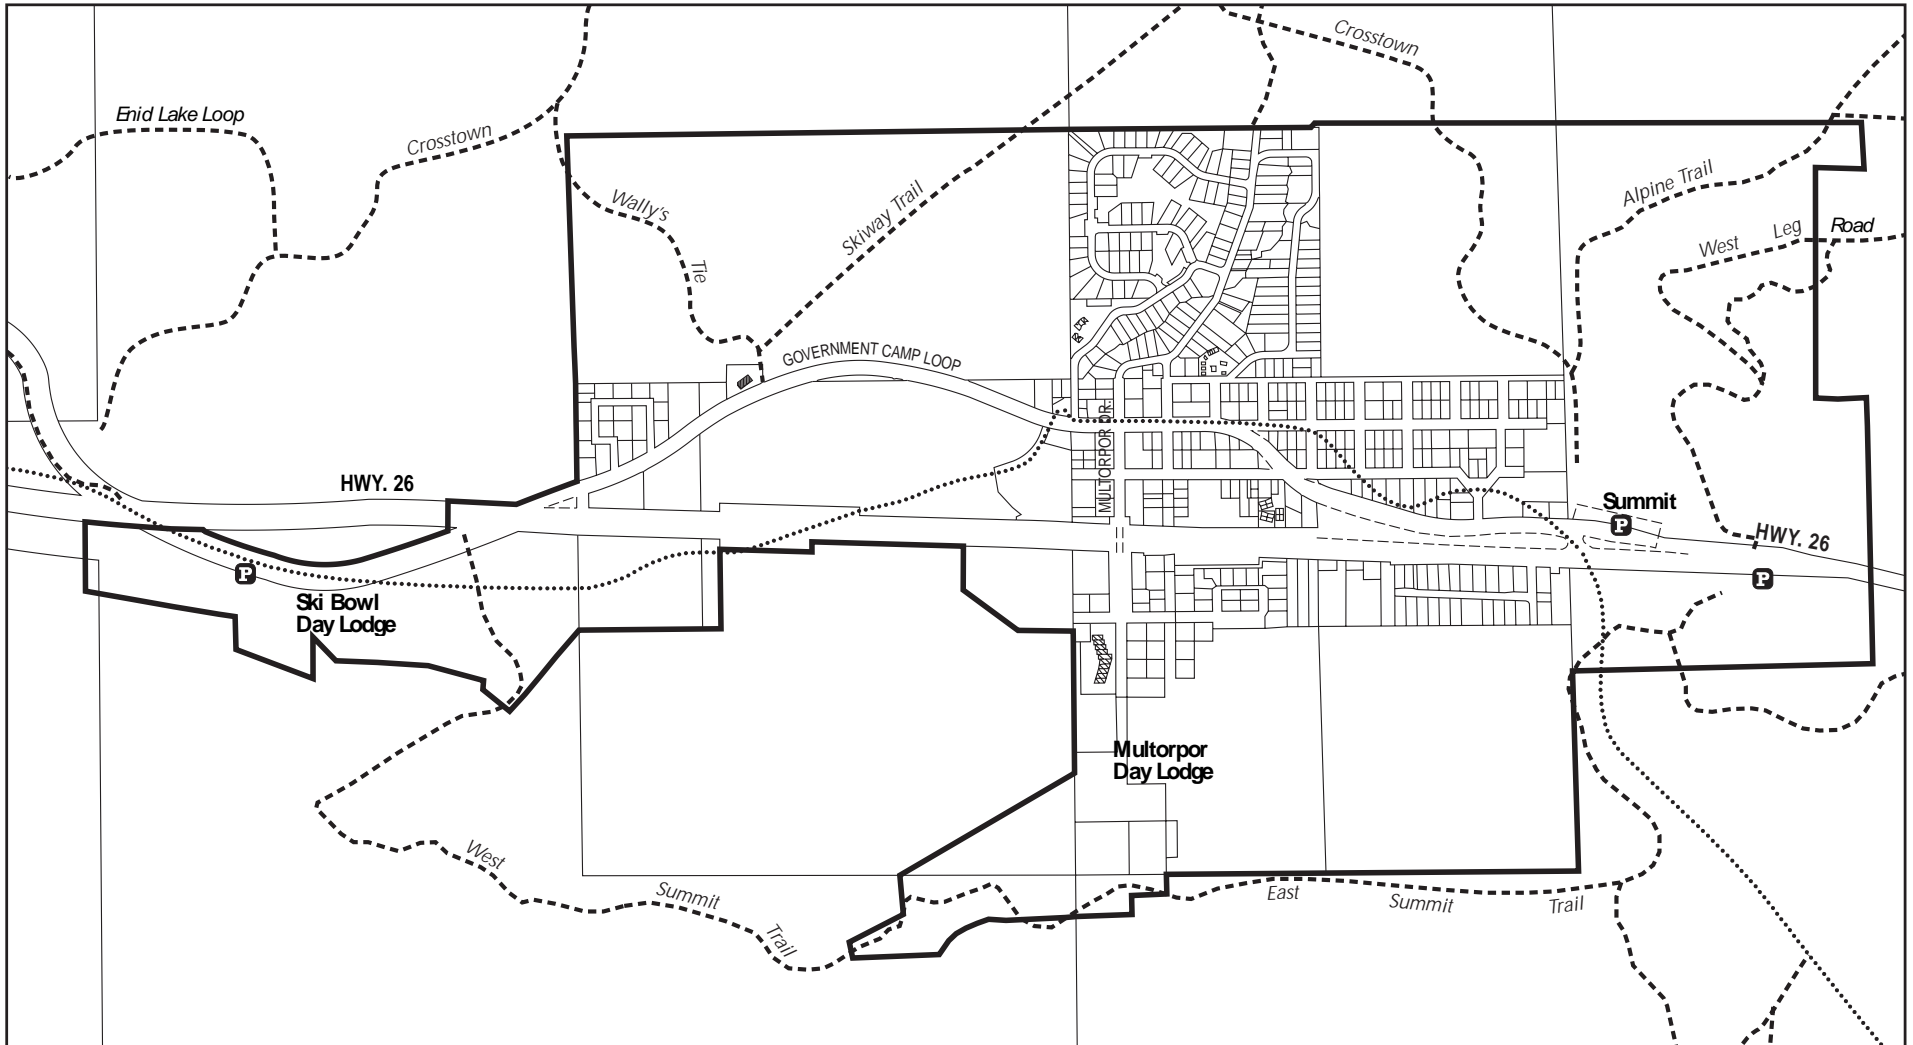 Crosstown
Enid Lake Loop
Crosstown
Alpine Trail
Wally's
Skiway Trail
West Leg Road
Tie
GOVERNMENT CAMP LOOP
MULTORPOR DR.
HWY. 26
Summit
P
HWY. 26
P
P
Ski Bowl
Day Lodge
Multorpor
Day Lodge
West
Summit
Trail
East Summit Trail